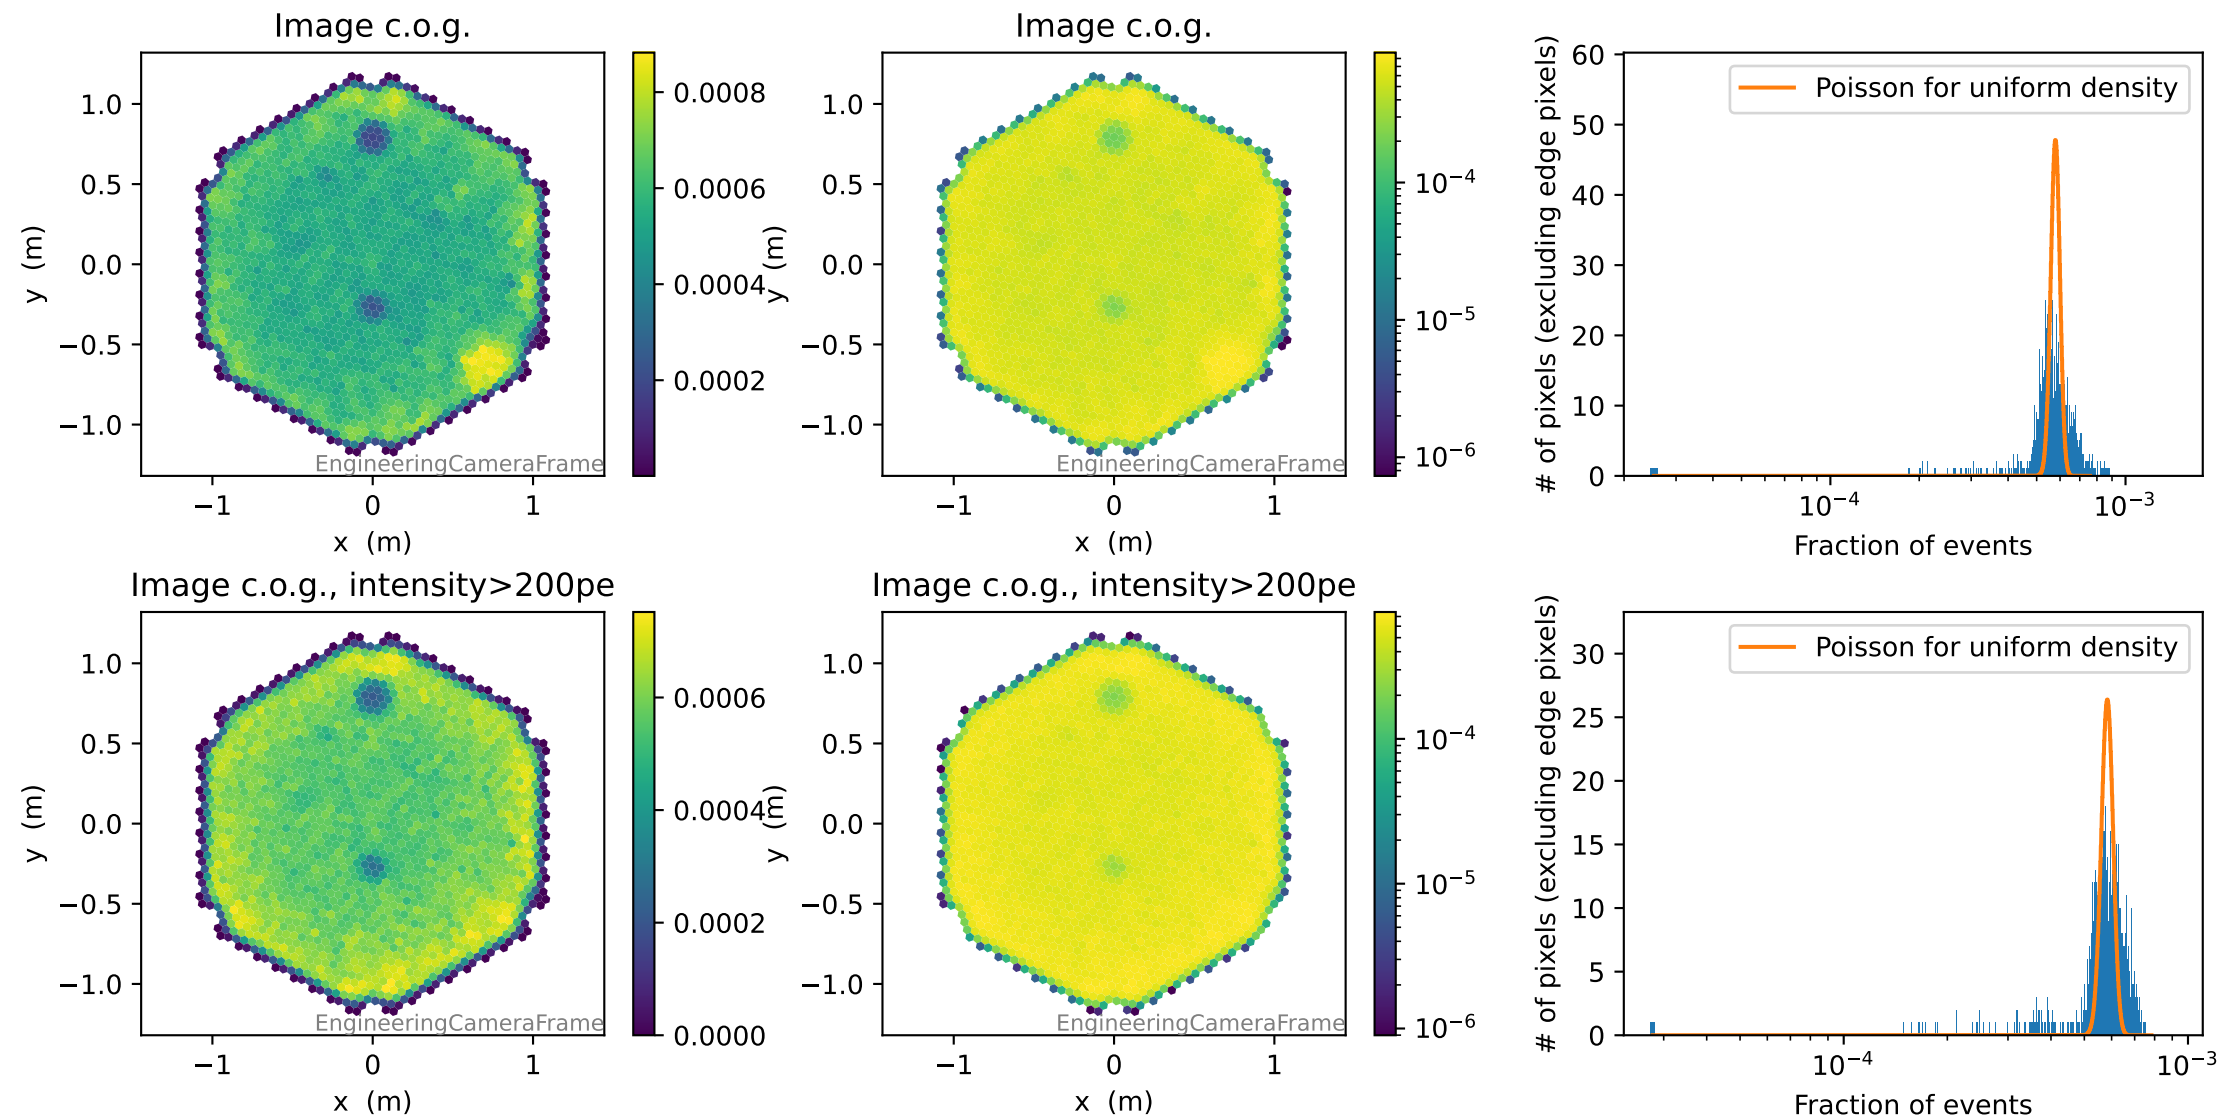 Image c.o.g.
1.0
0.5
0.0
−0.5
−1.0
y (m)
−1
0
1
x (m)
EngineeringCameraFrame
0.0008
0.0006
0.0004
0.0002
Image c.o.g.
1.0
0.5
0.0
−0.5
−1.0
y (m)
−1
0
1
x (m)
EngineeringCameraFrame
10⁻⁴
10⁻⁵
10⁻⁶
# of pixels (excluding edge pixels)
60
50
40
30
20
10
0
Poisson for uniform density
10⁻⁴
10⁻³
Fraction of events
Image c.o.g., intensity>200pe
1.0
0.5
0.0
−0.5
−1.0
y (m)
−1
0
1
x (m)
EngineeringCameraFrame
0.0006
0.0004
0.0002
0.0000
Image c.o.g., intensity>200pe
1.0
0.5
0.0
−0.5
−1.0
y (m)
−1
0
1
x (m)
EngineeringCameraFrame
10⁻⁴
10⁻⁵
10⁻⁶
# of pixels (excluding edge pixels)
30
25
20
15
10
5
0
Poisson for uniform density
10⁻⁴
10⁻³
Fraction of events